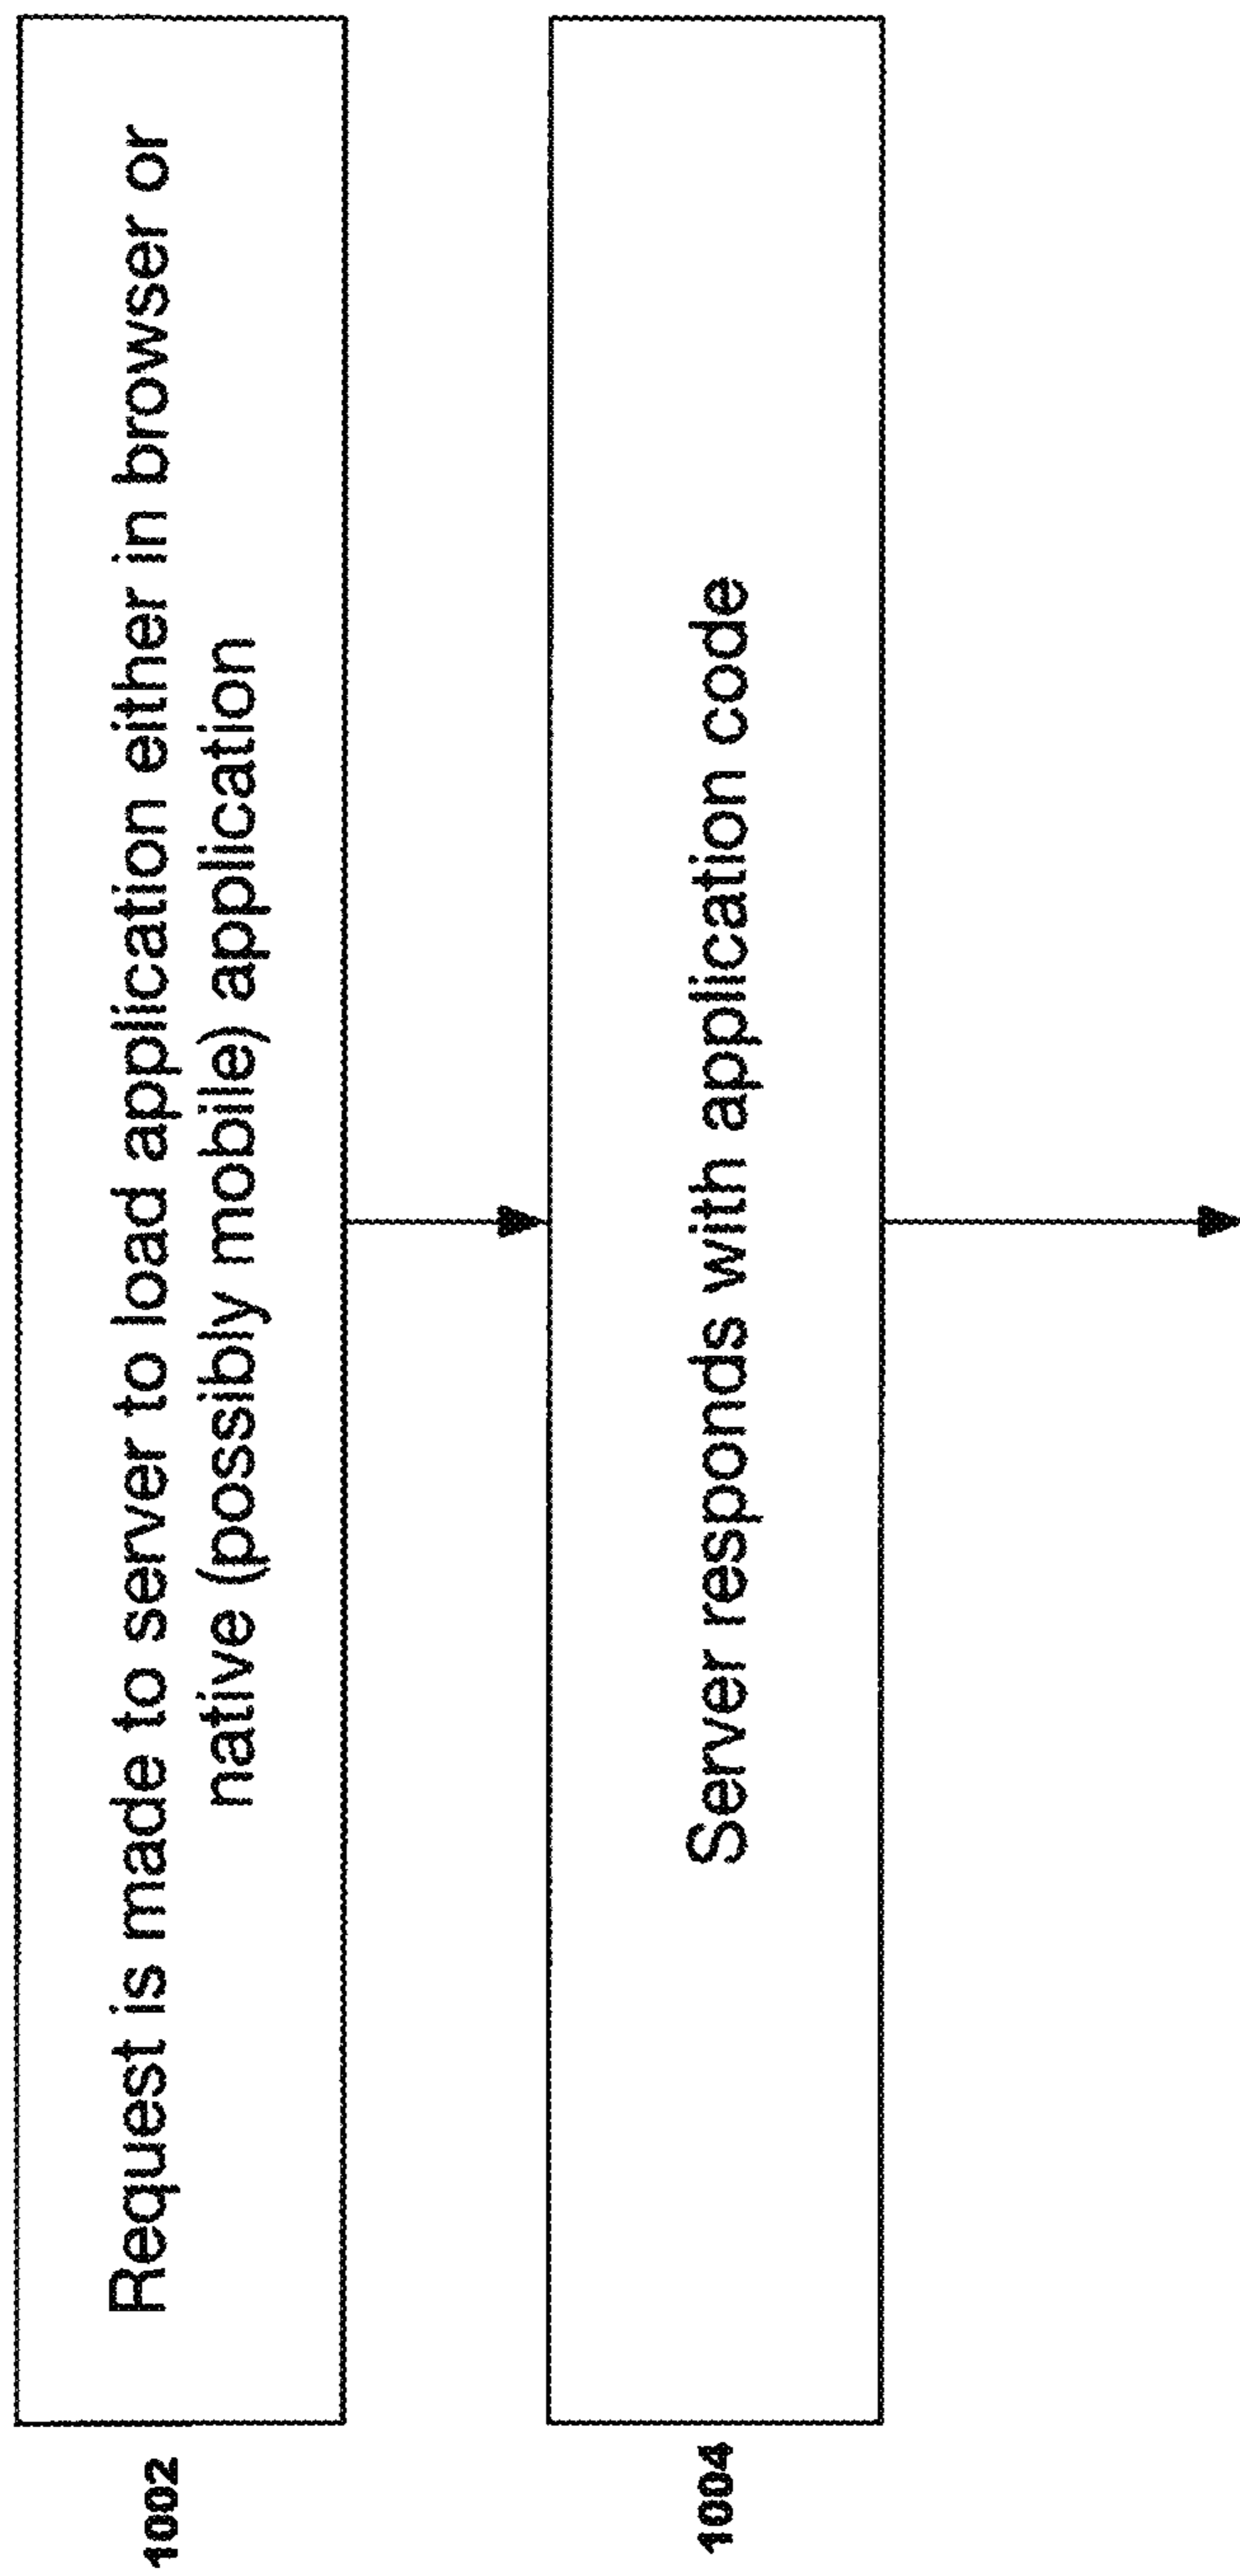 1002
Request is made to server to load application either in browser or
native (possibly mobile) application
1004
Server responds with application code